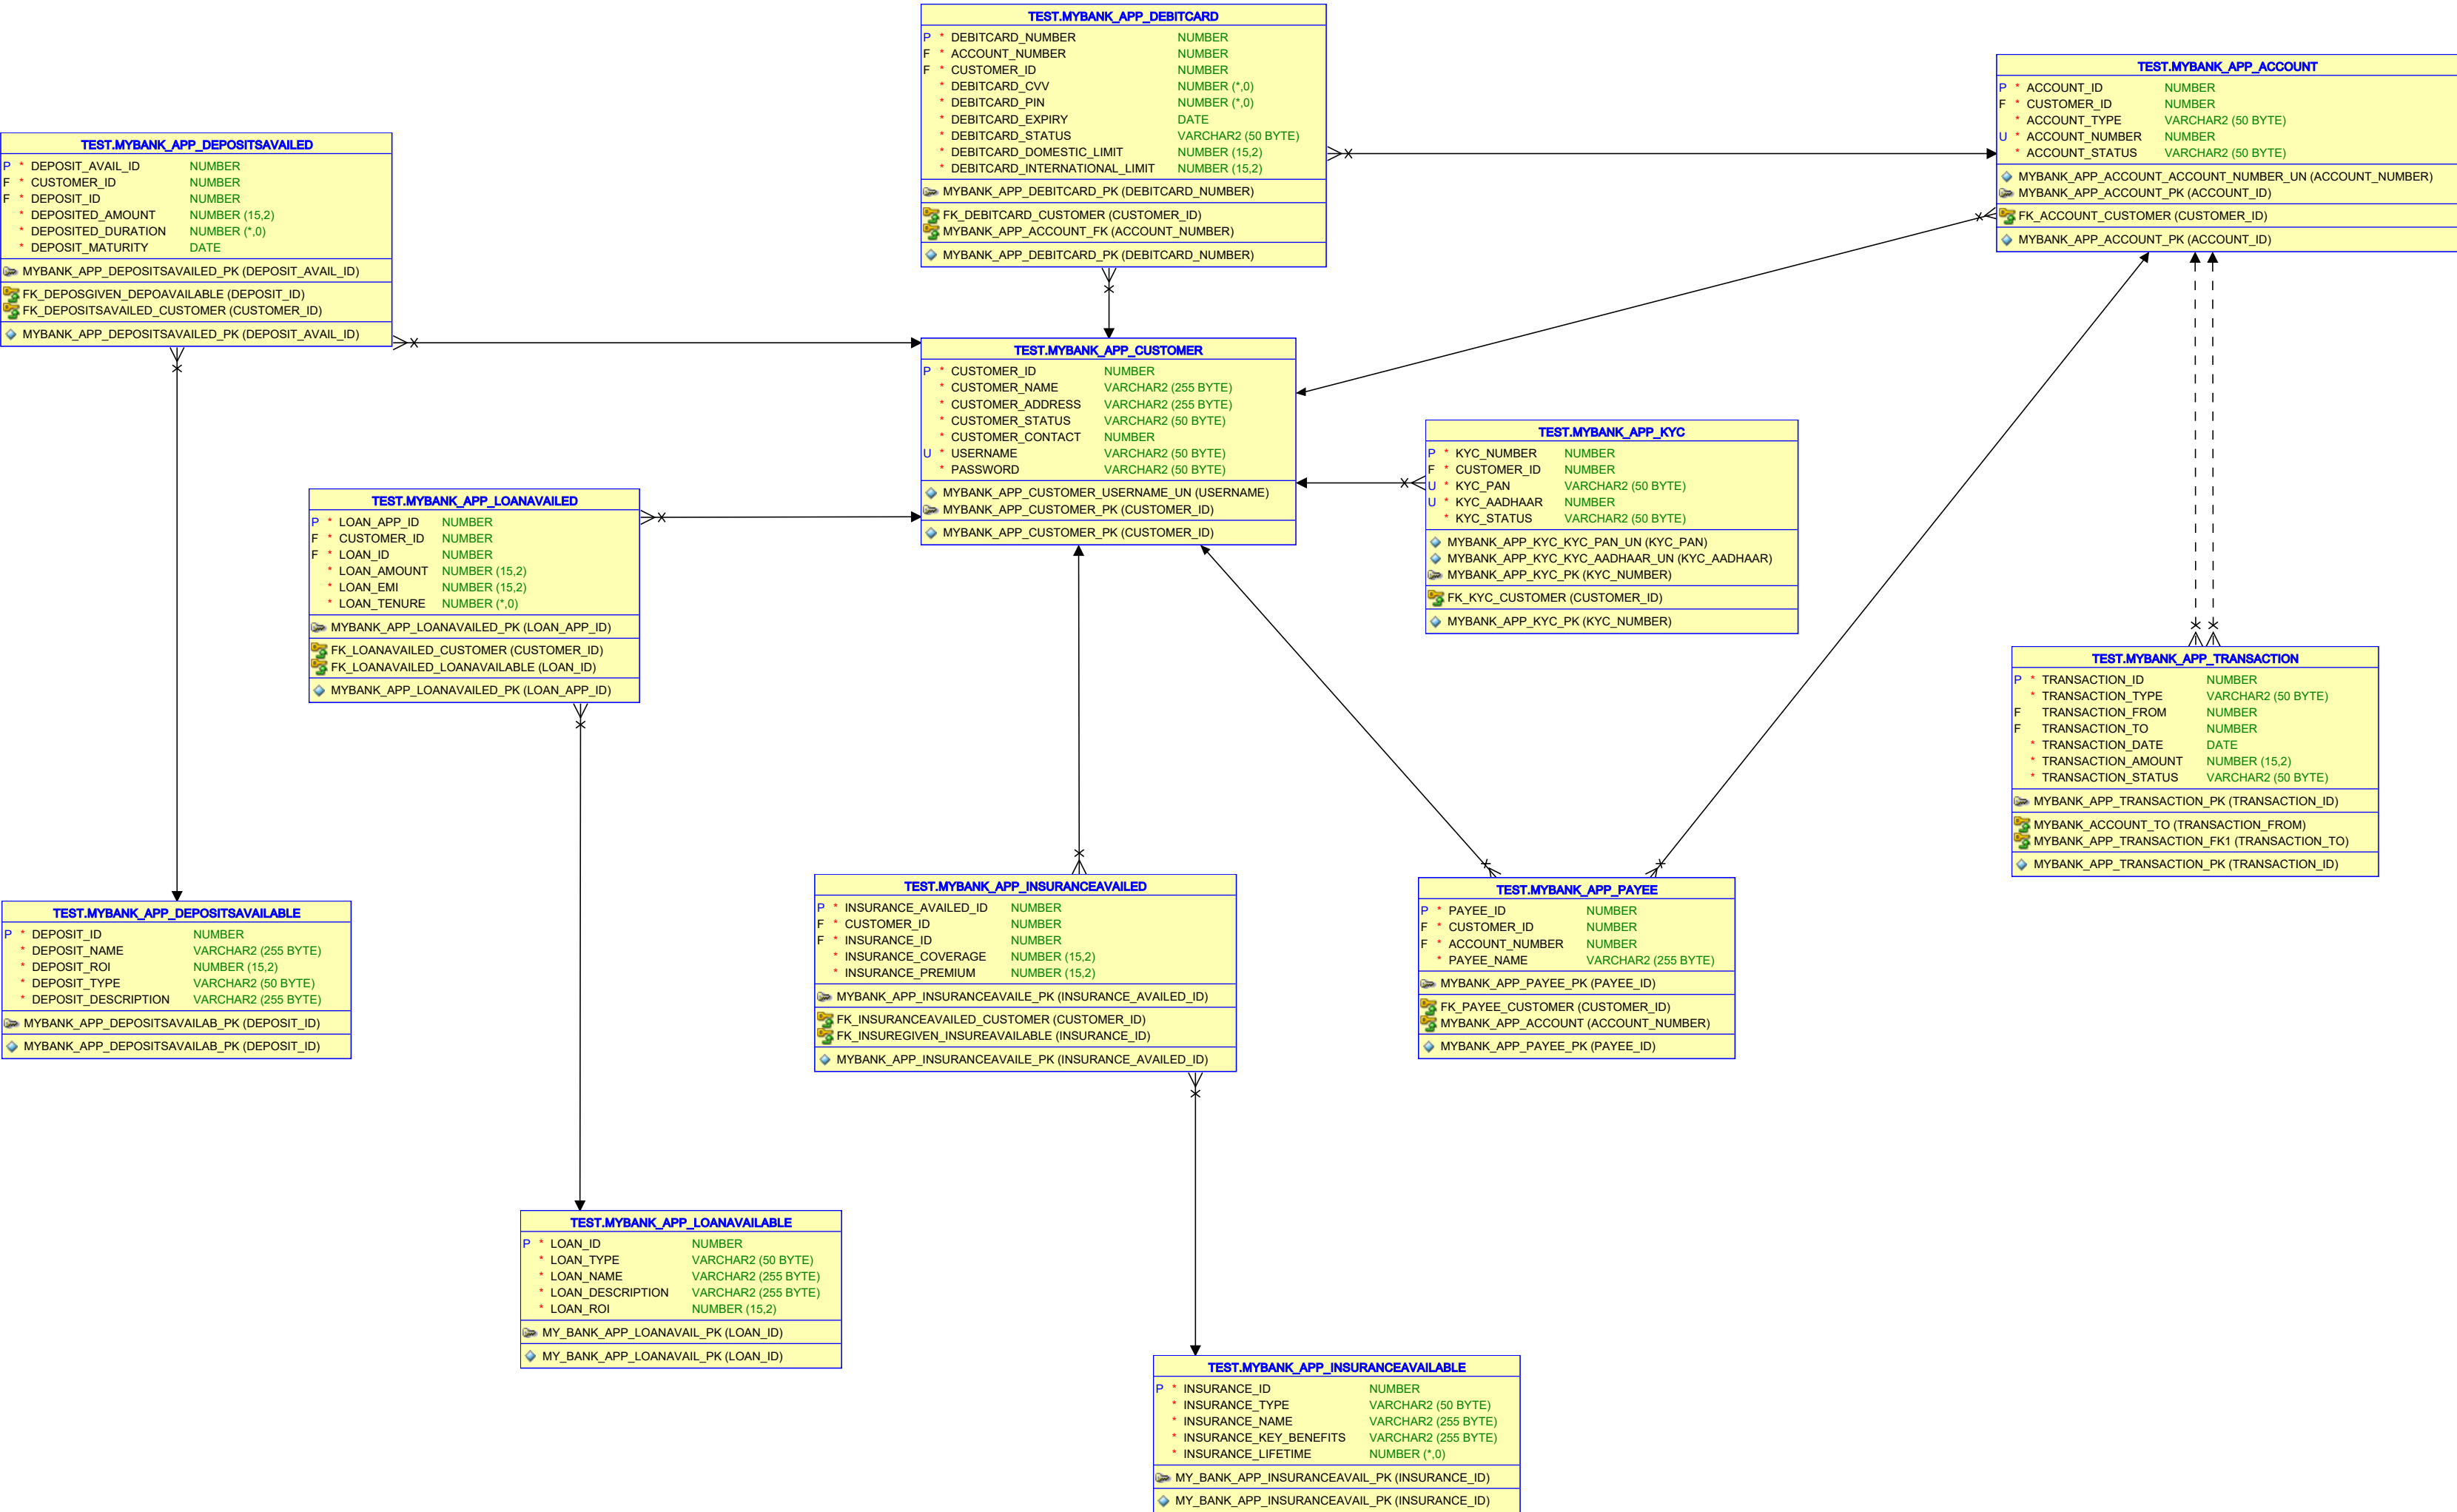 TEST.MYBANK_APP_DEBITCARD
P * DEBITCARD_NUMBER NUMBER
F * ACCOUNT_NUMBER NUMBER
F * CUSTOMER_ID NUMBER
* DEBITCARD_CVV NUMBER (*,0)
* DEBITCARD_PIN NUMBER (*,0)
* DEBITCARD_EXPIRY DATE
* DEBITCARD_STATUS VARCHAR2 (50 BYTE)
* DEBITCARD_DOMESTIC_LIMIT NUMBER (15,2)
* DEBITCARD_INTERNATIONAL_LIMIT NUMBER (15,2)
MYBANK_APP_DEBITCARD_PK (DEBITCARD_NUMBER)
FK_DEBITCARD_CUSTOMER (CUSTOMER_ID)
MYBANK_APP_ACCOUNT_FK (ACCOUNT_NUMBER)
MYBANK_APP_DEBITCARD_PK (DEBITCARD_NUMBER)
TEST.MYBANK_APP_ACCOUNT
P * ACCOUNT_ID NUMBER
F * CUSTOMER_ID NUMBER
* ACCOUNT_TYPE VARCHAR2 (50 BYTE)
U * ACCOUNT_NUMBER NUMBER
* ACCOUNT_STATUS VARCHAR2 (50 BYTE)
MYBANK_APP_ACCOUNT_ACCOUNT_NUMBER_UN (ACCOUNT_NUMBER)
MYBANK_APP_ACCOUNT_PK (ACCOUNT_ID)
FK_ACCOUNT_CUSTOMER (CUSTOMER_ID)
MYBANK_APP_ACCOUNT_PK (ACCOUNT_ID)
TEST.MYBANK_APP_DEPOSITSAVAILED
P * DEPOSIT_AVAIL_ID NUMBER
F * CUSTOMER_ID NUMBER
F * DEPOSIT_ID NUMBER
* DEPOSITED_AMOUNT NUMBER (15,2)
* DEPOSITED_DURATION NUMBER (*,0)
* DEPOSIT_MATURITY DATE
MYBANK_APP_DEPOSITSAVAILED_PK (DEPOSIT_AVAIL_ID)
FK_DEPOSGIVEN_DEPOAVAILABLE (DEPOSIT_ID)
FK_DEPOSITSAVAILED_CUSTOMER (CUSTOMER_ID)
MYBANK_APP_DEPOSITSAVAILED_PK (DEPOSIT_AVAIL_ID)
TEST.MYBANK_APP_CUSTOMER
P * CUSTOMER_ID NUMBER
* CUSTOMER_NAME VARCHAR2 (255 BYTE)
* CUSTOMER_ADDRESS VARCHAR2 (255 BYTE)
* CUSTOMER_STATUS VARCHAR2 (50 BYTE)
* CUSTOMER_CONTACT NUMBER
U * USERNAME VARCHAR2 (50 BYTE)
* PASSWORD VARCHAR2 (50 BYTE)
MYBANK_APP_CUSTOMER_USERNAME_UN (USERNAME)
MYBANK_APP_CUSTOMER_PK (CUSTOMER_ID)
MYBANK_APP_CUSTOMER_PK (CUSTOMER_ID)
TEST.MYBANK_APP_KYC
P * KYC_NUMBER NUMBER
F * CUSTOMER_ID NUMBER
U * KYC_PAN VARCHAR2 (50 BYTE)
U * KYC_AADHAAR NUMBER
* KYC_STATUS VARCHAR2 (50 BYTE)
MYBANK_APP_KYC_KYC_PAN_UN (KYC_PAN)
MYBANK_APP_KYC_KYC_AADHAAR_UN (KYC_AADHAAR)
MYBANK_APP_KYC_PK (KYC_NUMBER)
FK_KYC_CUSTOMER (CUSTOMER_ID)
MYBANK_APP_KYC_PK (KYC_NUMBER)
TEST.MYBANK_APP_LOANAVAILED
P * LOAN_APP_ID NUMBER
F * CUSTOMER_ID NUMBER
F * LOAN_ID NUMBER
* LOAN_AMOUNT NUMBER (15,2)
* LOAN_EMI NUMBER (15,2)
* LOAN_TENURE NUMBER (*,0)
MYBANK_APP_LOANAVAILED_PK (LOAN_APP_ID)
FK_LOANAVAILED_CUSTOMER (CUSTOMER_ID)
FK_LOANAVAILED_LOANAVAILABLE (LOAN_ID)
MYBANK_APP_LOANAVAILED_PK (LOAN_APP_ID)
TEST.MYBANK_APP_TRANSACTION
P * TRANSACTION_ID NUMBER
* TRANSACTION_TYPE VARCHAR2 (50 BYTE)
F TRANSACTION_FROM NUMBER
F TRANSACTION_TO NUMBER
* TRANSACTION_DATE DATE
* TRANSACTION_AMOUNT NUMBER (15,2)
* TRANSACTION_STATUS VARCHAR2 (50 BYTE)
MYBANK_APP_TRANSACTION_PK (TRANSACTION_ID)
MYBANK_ACCOUNT_TO (TRANSACTION_FROM)
MYBANK_APP_TRANSACTION_FK1 (TRANSACTION_TO)
MYBANK_APP_TRANSACTION_PK (TRANSACTION_ID)
TEST.MYBANK_APP_DEPOSITSAVAILABLE
P * DEPOSIT_ID NUMBER
* DEPOSIT_NAME VARCHAR2 (255 BYTE)
* DEPOSIT_ROI NUMBER (15,2)
* DEPOSIT_TYPE VARCHAR2 (50 BYTE)
* DEPOSIT_DESCRIPTION VARCHAR2 (255 BYTE)
MYBANK_APP_DEPOSITSAVAILAB_PK (DEPOSIT_ID)
MYBANK_APP_DEPOSITSAVAILAB_PK (DEPOSIT_ID)
TEST.MYBANK_APP_INSURANCEAVAILED
P * INSURANCE_AVAILED_ID NUMBER
F * CUSTOMER_ID NUMBER
F * INSURANCE_ID NUMBER
* INSURANCE_COVERAGE NUMBER (15,2)
* INSURANCE_PREMIUM NUMBER (15,2)
MYBANK_APP_INSURANCEAVAILE_PK (INSURANCE_AVAILED_ID)
FK_INSURANCEAVAILED_CUSTOMER (CUSTOMER_ID)
FK_INSUREGIVEN_INSUREAVAILABLE (INSURANCE_ID)
MYBANK_APP_INSURANCEAVAILE_PK (INSURANCE_AVAILED_ID)
TEST.MYBANK_APP_PAYEE
P * PAYEE_ID NUMBER
F * CUSTOMER_ID NUMBER
F * ACCOUNT_NUMBER NUMBER
* PAYEE_NAME VARCHAR2 (255 BYTE)
MYBANK_APP_PAYEE_PK (PAYEE_ID)
FK_PAYEE_CUSTOMER (CUSTOMER_ID)
MYBANK_APP_ACCOUNT (ACCOUNT_NUMBER)
MYBANK_APP_PAYEE_PK (PAYEE_ID)
TEST.MYBANK_APP_LOANAVAILABLE
P * LOAN_ID NUMBER
* LOAN_TYPE VARCHAR2 (50 BYTE)
* LOAN_NAME VARCHAR2 (255 BYTE)
* LOAN_DESCRIPTION VARCHAR2 (255 BYTE)
* LOAN_ROI NUMBER (15,2)
MY_BANK_APP_LOANAVAIL_PK (LOAN_ID)
MY_BANK_APP_LOANAVAIL_PK (LOAN_ID)
TEST.MYBANK_APP_INSURANCEAVAILABLE
P * INSURANCE_ID NUMBER
* INSURANCE_TYPE VARCHAR2 (50 BYTE)
* INSURANCE_NAME VARCHAR2 (255 BYTE)
* INSURANCE_KEY_BENEFITS VARCHAR2 (255 BYTE)
* INSURANCE_LIFETIME NUMBER (*,0)
MY_BANK_APP_INSURANCEAVAIL_PK (INSURANCE_ID)
MY_BANK_APP_INSURANCEAVAIL_PK (INSURANCE_ID)